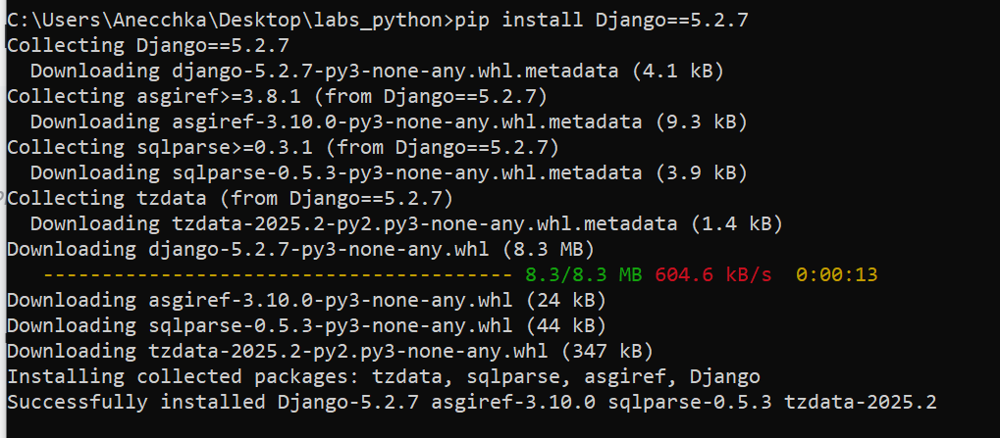 C:\Users\Anecchka\Desktop\labs_python>pip install Django==5.2.7
Collecting Django==5.2.7
  Downloading django-5.2.7-py3-none-any.whl.metadata (4.1 kB)
Collecting asgiref>=3.8.1 (from Django==5.2.7)
  Downloading asgiref-3.10.0-py3-none-any.whl.metadata (9.3 kB)
Collecting sqlparse>=0.3.1 (from Django==5.2.7)
  Downloading sqlparse-0.5.3-py3-none-any.whl.metadata (3.9 kB)
Collecting tzdata (from Django==5.2.7)
  Downloading tzdata-2025.2-py2.py3-none-any.whl.metadata (1.4 kB)
Downloading django-5.2.7-py3-none-any.whl (8.3 MB)
   ---------------------------------------- 8.3/8.3 MB 604.6 kB/s  0:00:13
Downloading asgiref-3.10.0-py3-none-any.whl (24 kB)
Downloading sqlparse-0.5.3-py3-none-any.whl (44 kB)
Downloading tzdata-2025.2-py2.py3-none-any.whl (347 kB)
Installing collected packages: tzdata, sqlparse, asgiref, Django
Successfully installed Django-5.2.7 asgiref-3.10.0 sqlparse-0.5.3 tzdata-2025.2